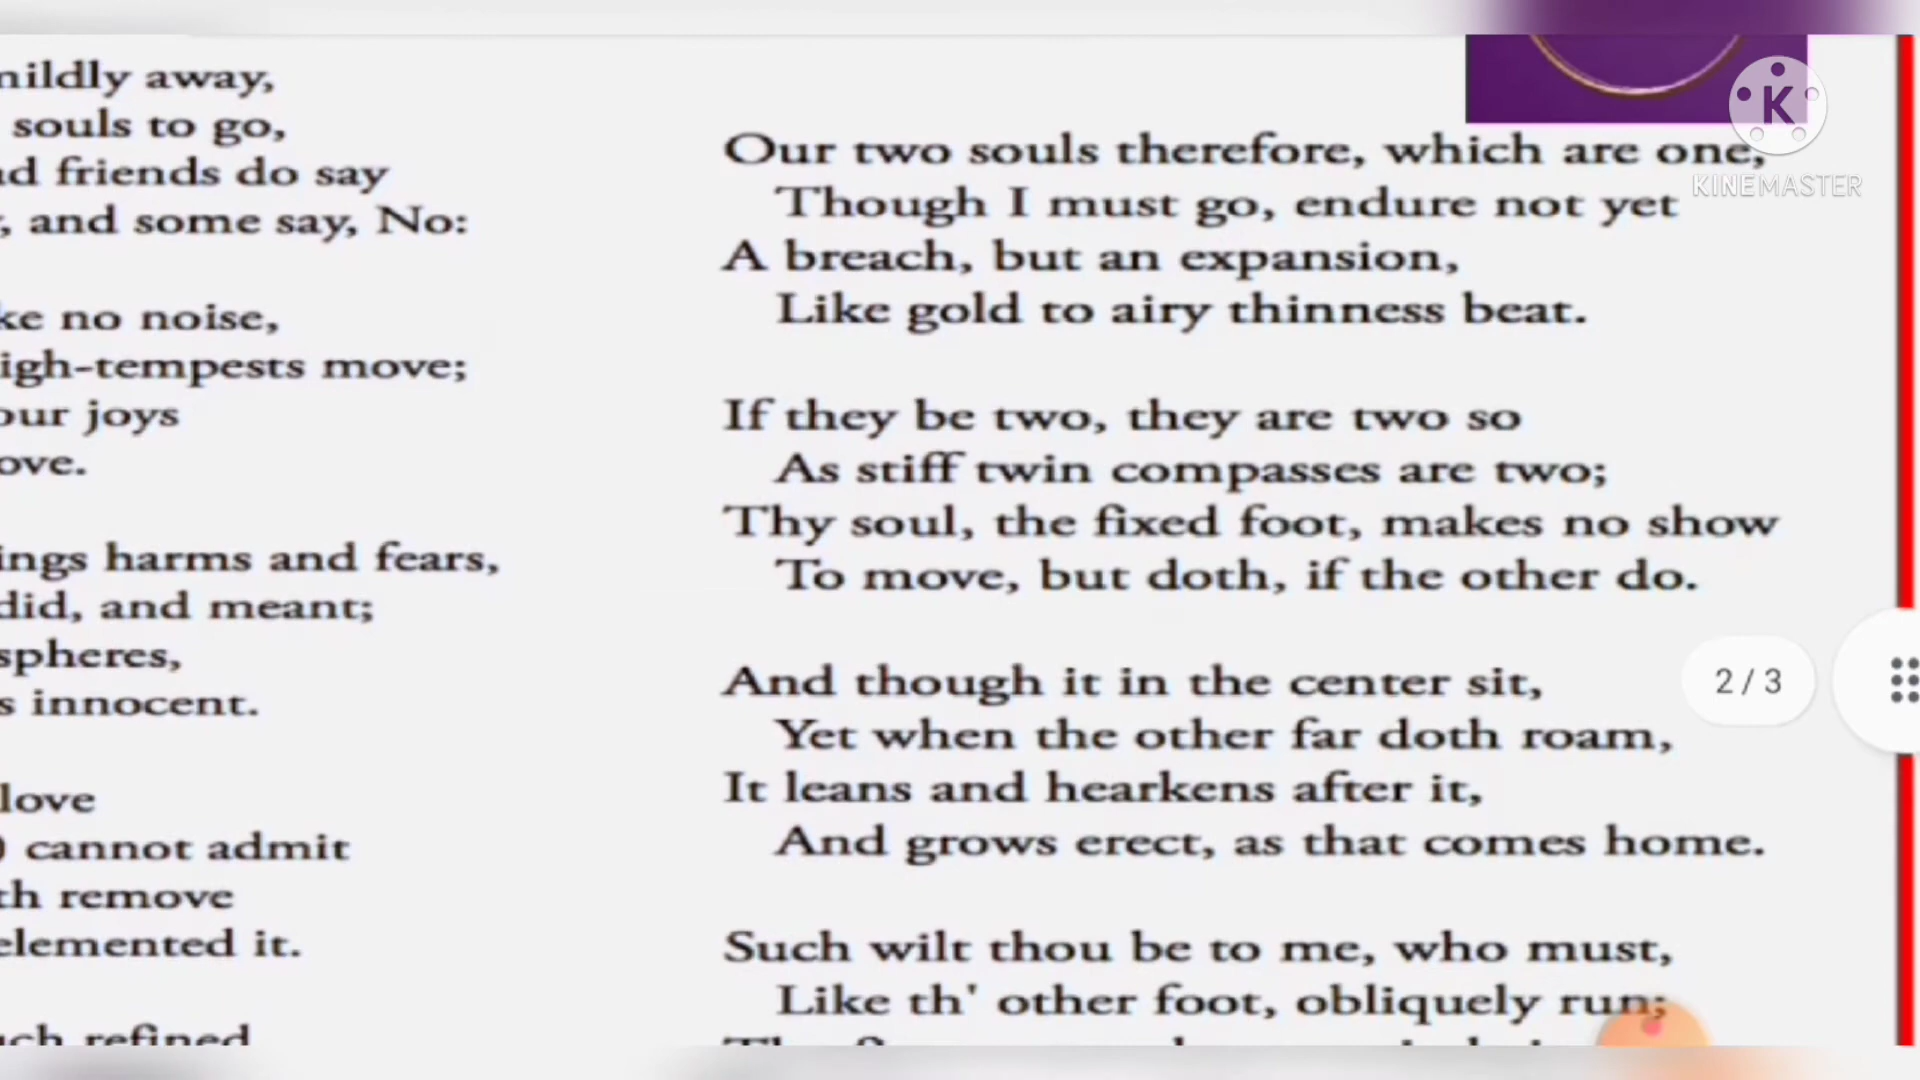 mildly away,
souls to go,
friends do say
, and some say, No:
no noise,
high-tempests move;
our joys
love.
harms and fears,
did, and meant;
spheres,
innocent.
love
cannot admit
remove
elemented it.
refined
Our two souls therefore, which are one,
Though I must go, endure not yet
A breach, but an expansion,
Like gold to airy thinness beat.
If they be two, they are two so
As stiff twin compasses are two;
Thy soul, the fixed foot, makes no show
To move, but doth, if the other do.
And though it in the center sit,
Yet when the other far doth roam,
It leans and hearkens after it,
And grows erect, as that comes home.
Such wilt thou be to me, who must,
Like th' other foot, obliquely run;
K
KINEMASTER
2 / 3